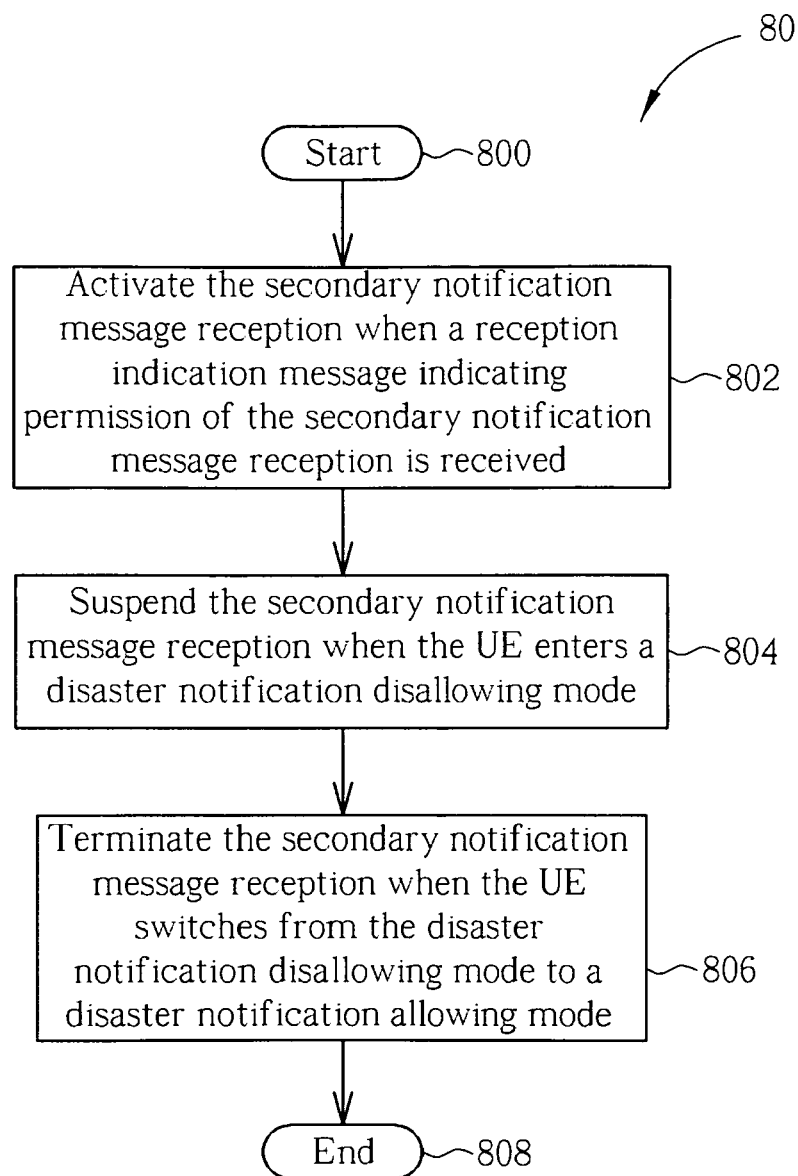 80
Start
800
Activate the secondary notification
message reception when a reception
indication message indicating
permission of the secondary notification
message reception is received
802
Suspend the secondary notification
message reception when the UE enters a
disaster notification disallowing mode
804
Terminate the secondary notification
message reception when the UE
switches from the disaster
notification disallowing mode to a
disaster notification allowing mode
806
End
808